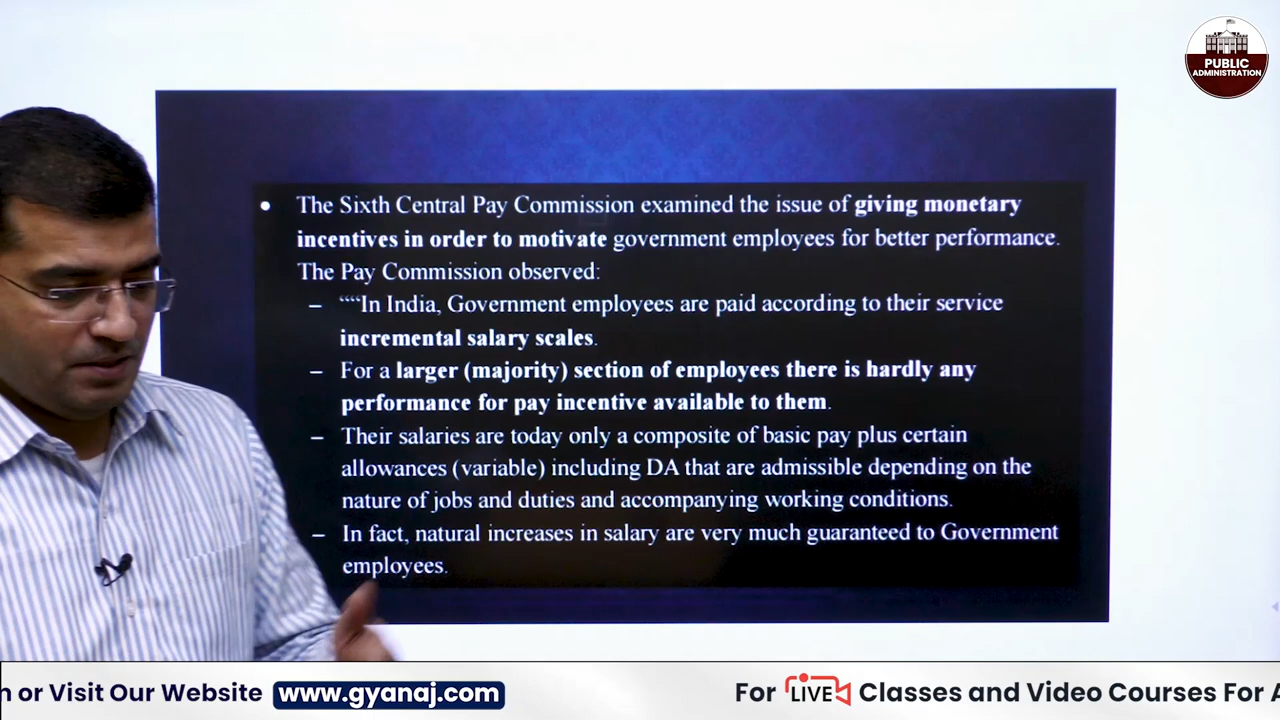 PUBLIC
ADMINISTRATION
• The Sixth Central Pay Commission examined the issue of giving monetary
incentives in order to motivate government employees for better performance.
The Pay Commission observed:
– ““In India, Government employees are paid according to their service
incremental salary scales.
– For a larger (majority) section of employees there is hardly any
performance for pay incentive available to them.
– Their salaries are today only a composite of basic pay plus certain
allowances (variable) including DA that are admissible depending on the
nature of jobs and duties and accompanying working conditions.
– In fact, natural increases in salary are very much guaranteed to Government
employees.
n or Visit Our Website www.gyanaj.com For LIVE Classes and Video Courses For A